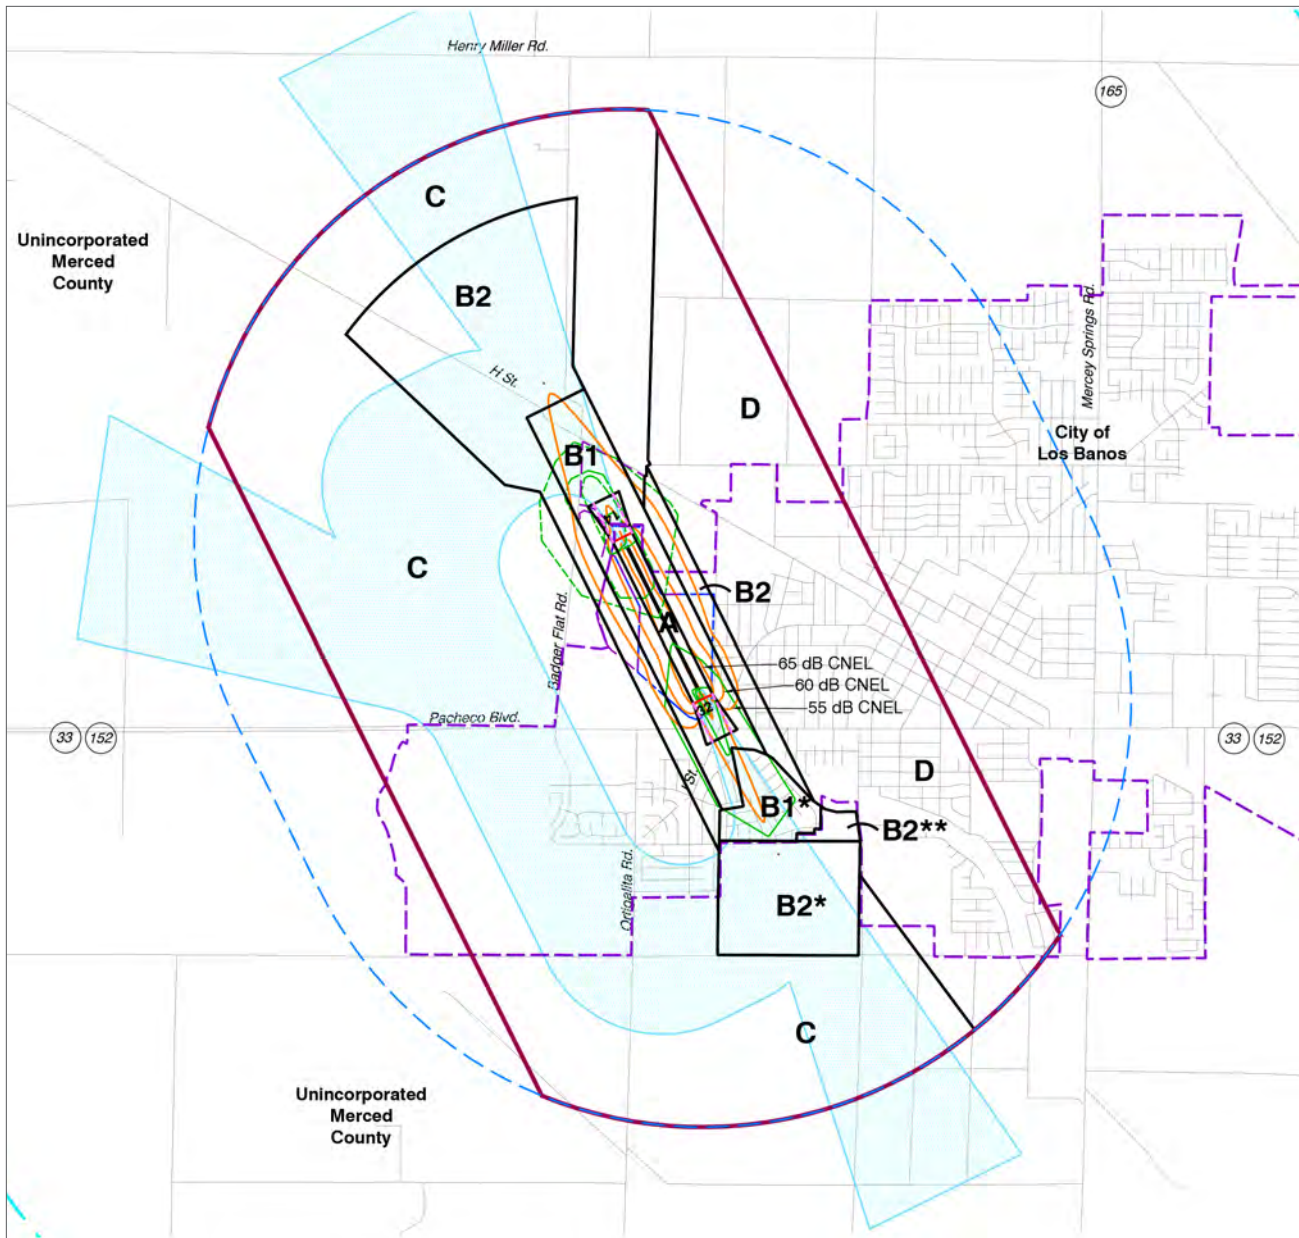 Henry Miller Rd.
165
C
Unincorporated
Merced
County
B2
Mercey Springs Rd.
H St.
D
City of
Los Banos
B1
14
C
B2
A
Badger Flat Rd.
65 dB CNEL
60 dB CNEL
55 dB CNEL
32
Pacheco Blvd.
33
152
33
152
D
B1*
B2**
Ortigalita Rd.
B2*
C
Unincorporated
Merced
County